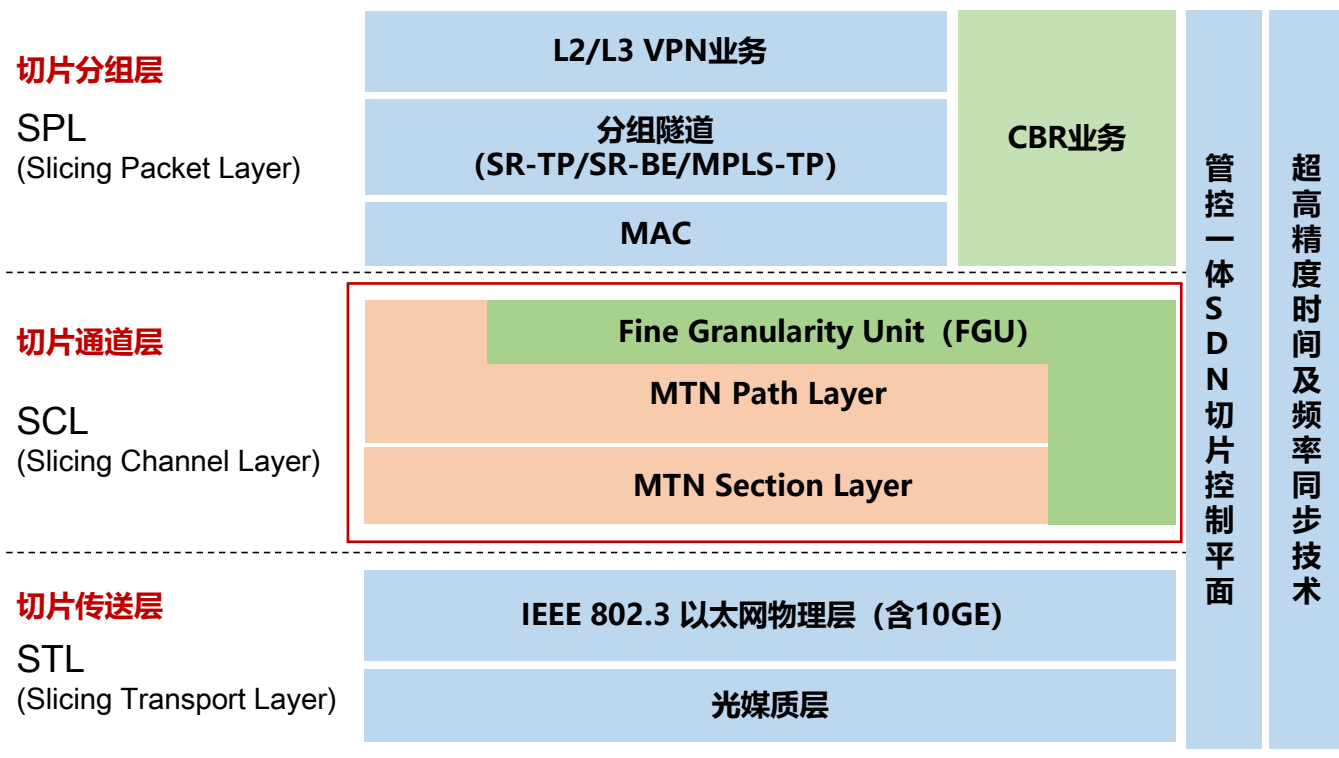 切片分组层
SPL
(Slicing Packet Layer)
L2/L3 VPN业务
分组隧道
（SR-TP/SR-BE/MPLS-TP）
MAC
CBR业务
切片通道层
SCL
(Slicing Channel Layer)
Fine Granularity Unit（FGU）
MTN Path Layer
MTN Section Layer
切片传送层
STL
(Slicing Transport Layer)
IEEE 802.3 以太网物理层（含10GE）
光媒质层
管控一体SDN切片控制平面
超高精度时间及频率同步技术